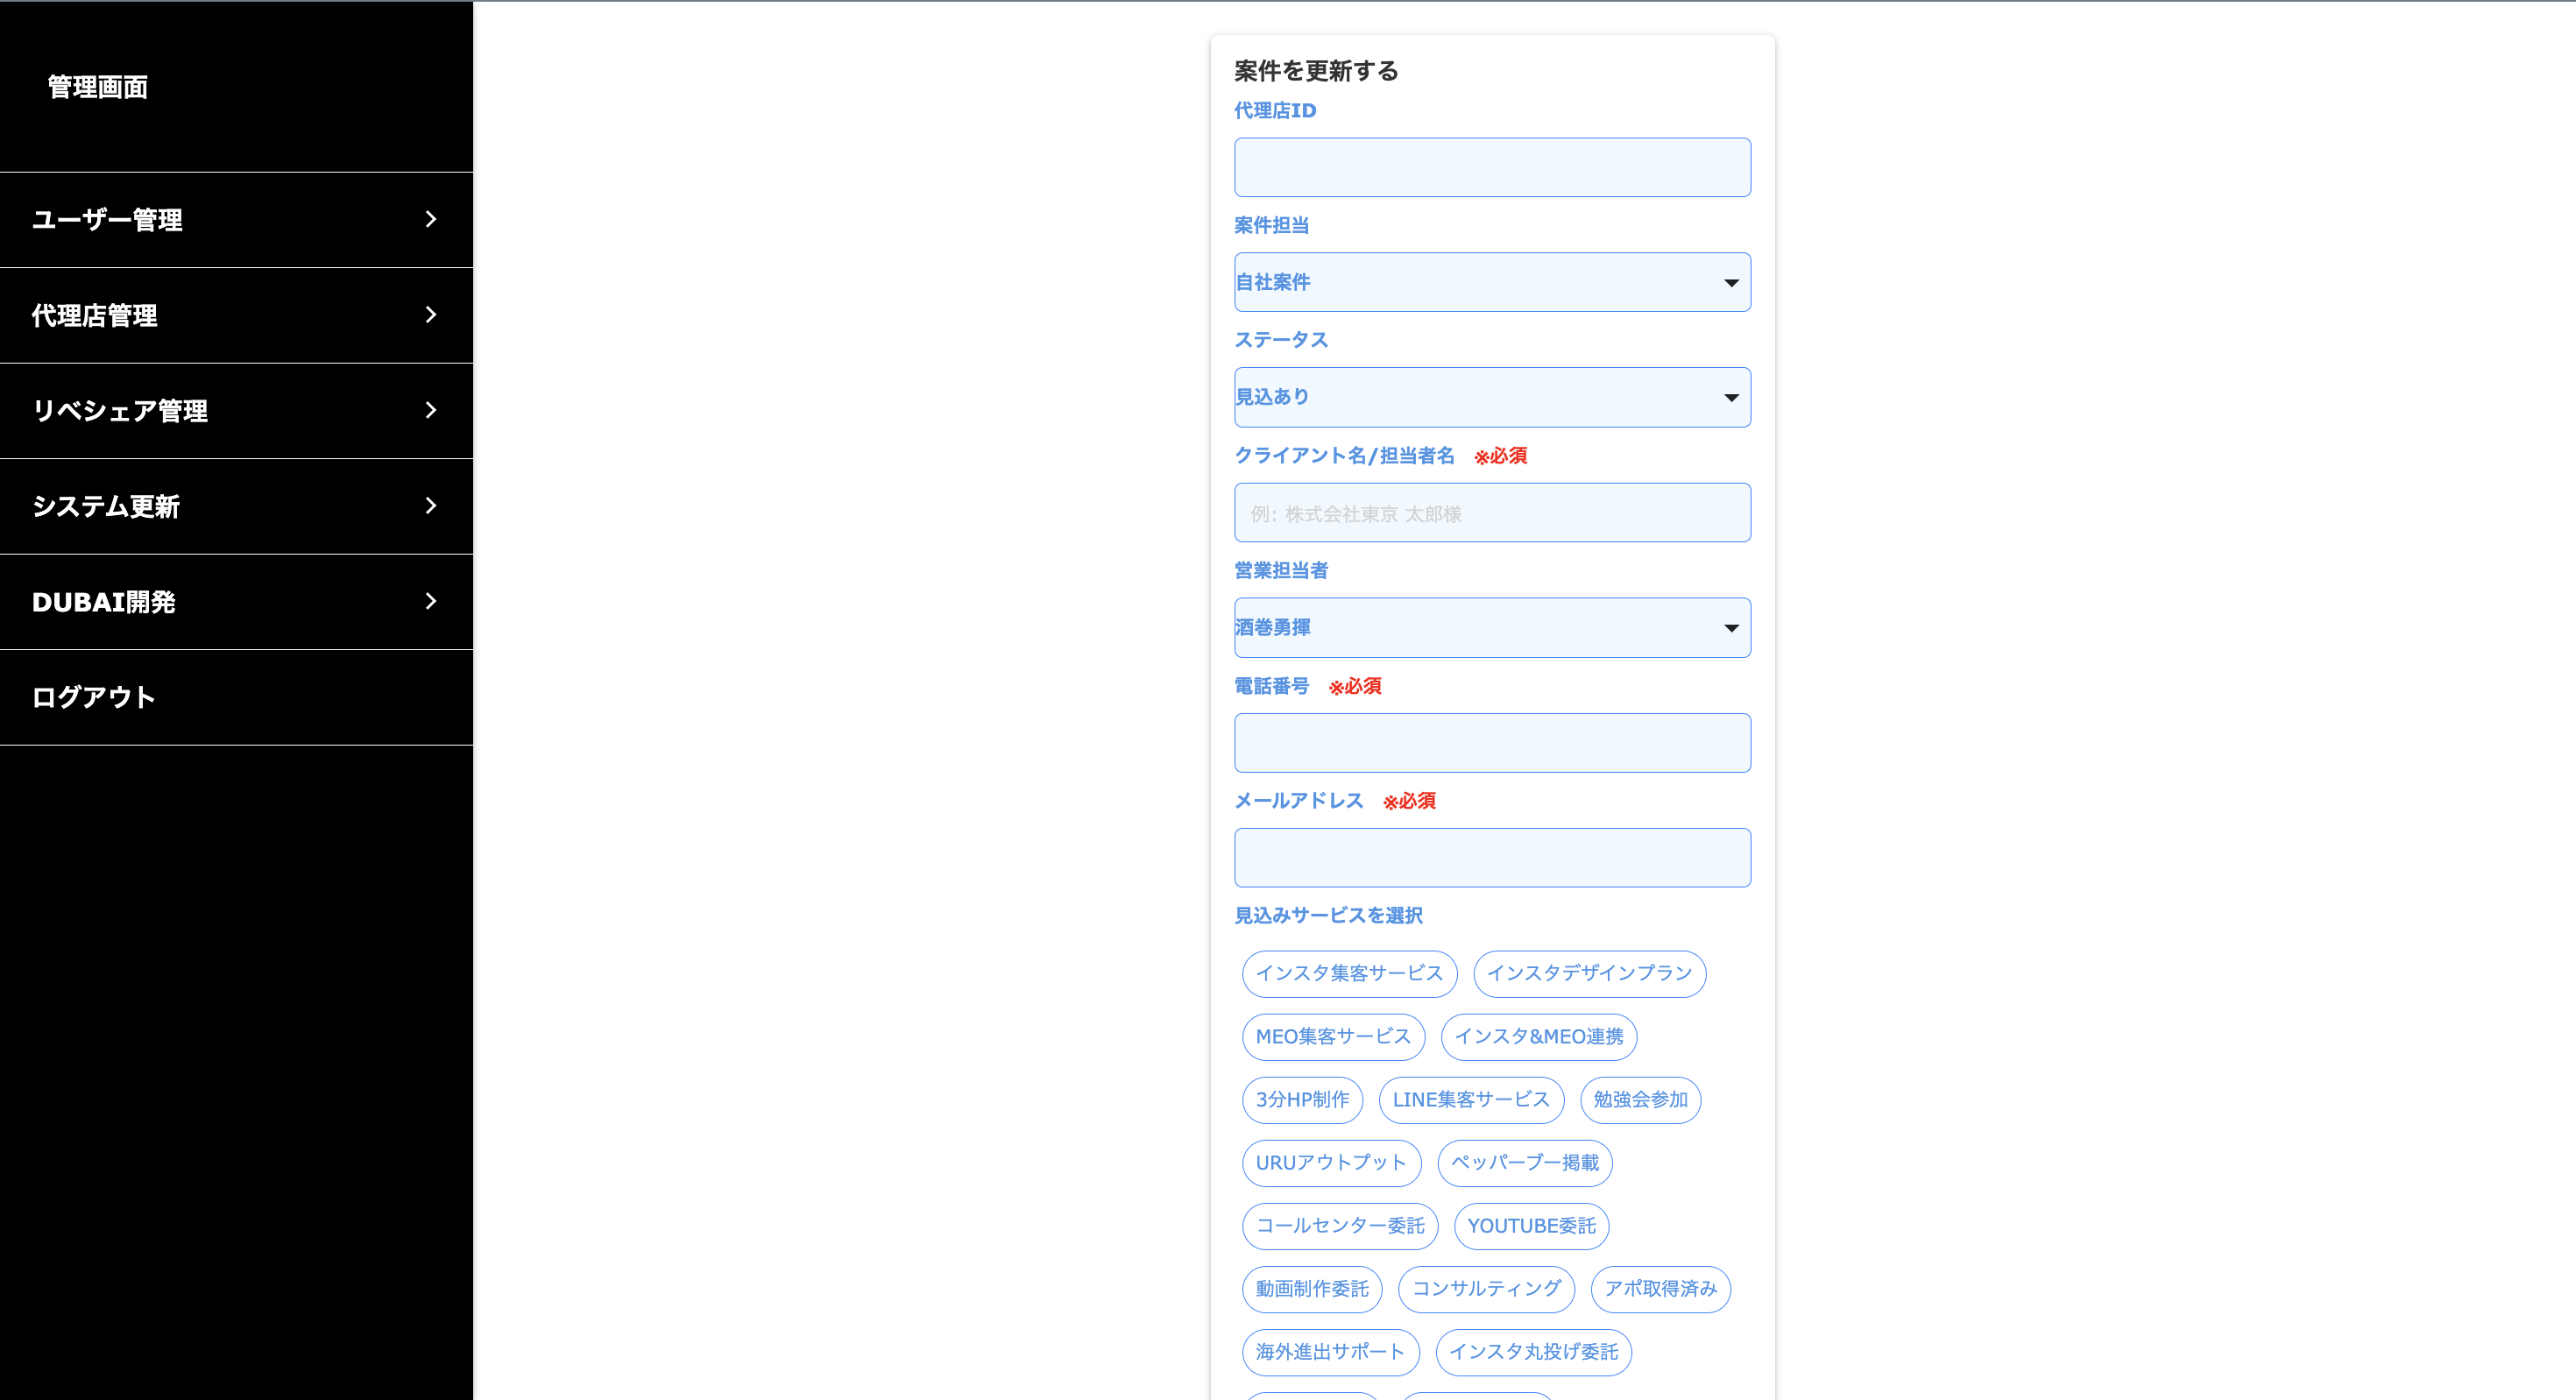 管理画面
ユーザー管理
代理店管理
リベシェア管理
システム更新
DUBAI開発
ログアウト
案件を更新する
代理店ID
案件担当
自社案件
ステータス
見込あり
クライアント名/担当者名 ※必須
例: 株式会社東京 太郎様
営業担当者
酒巻勇揮
電話番号 ※必須
メールアドレス ※必須
見込みサービスを選択
インスタ集客サービス インスタデザインプラン
MEO集客サービス インスタ&MEO連携
3分HP制作 LINE集客サービス 勉強会参加
URUアウトプット ペッパーブー掲載
コールセンター委託 YOUTUBE委託
動画制作委託 コンサルティング アポ取得済み
海外進出サポート インスタ丸投げ委託